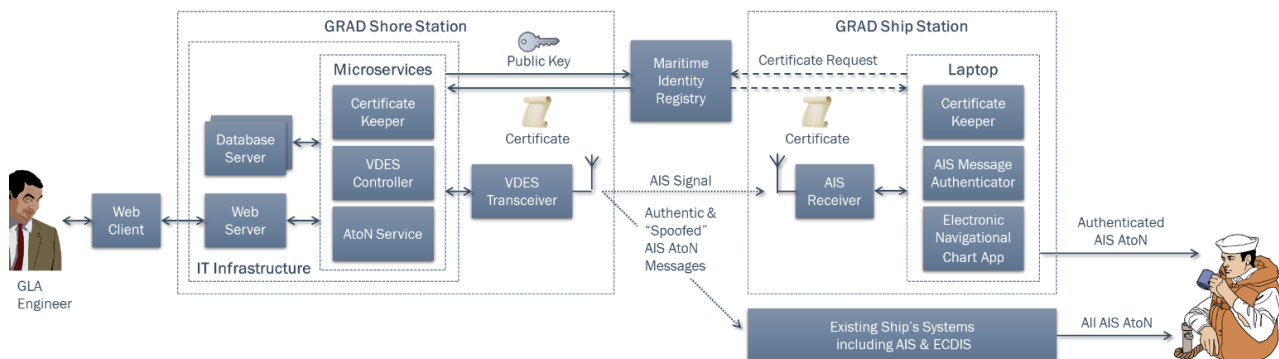 GRAD Shore Station
GRAD Ship Station
Microservices
Public Key
Maritime
Identity
Registry
Certificate Request
Laptop
Certificate
Keeper
Database
Server
Certificate
Certificate
Certificate
Keeper
VDES
Controller
VDES
Transceiver
AIS Signal
AIS
Receiver
AIS Message
Authenticator
Web
Client
Web
Server
AtoN Service
Authentic &
"Spoofed"
AIS AtoN
Messages
Electronic
Navigational
Chart App
Authenticated
AIS AtoN
IT Infrastructure
GLA
Engineer
Existing Ship's Systems
including AIS & ECDIS
All AIS AtoN